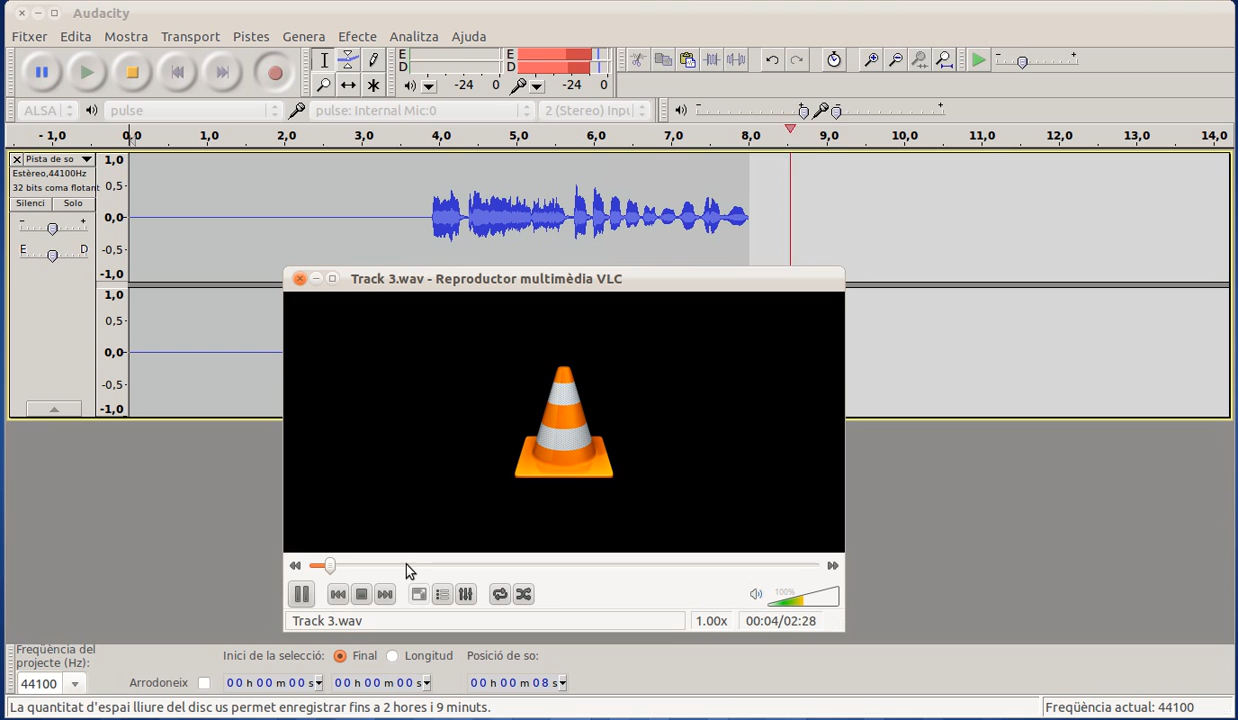 Audacity
Fitxer Edita Mostra Transport Pistes Genera Efecte Analitza Ajuda
E
D
-24 0
E
D
-24 0
ALSA pulse pulse: Internal Mic:0 2 (Stereo) Inpu
- 1,0 0,0 1,0 2,0 3,0 4,0 5,0 6,0 7,0 8,0 9,0 10,0 11,0 12,0 13,0 14,0
Pista de so
Estèreo,44100Hz
32 bits coma flotant
Silenci Solo
- +
E D
1,0
0,5
0,0
-0,5
-1,0
1,0
0,5
0,0
-0,5
-1,0
Track 3.wav - Reproductor multimèdia VLC
100%
Track 3.wav 1.00x 00:04/02:28
Freqüència del
projecte (Hz):
44100
Inici de la selecció: Final Longitud Posició de so:
Arrodoneix 00 h 00 m 00 s 00 h 00 m 00 s 00 h 00 m 08 s
La quantitat d'espai lliure del disc us permet enregistrar fins a 2 hores i 9 minuts. Freqüència actual: 44100